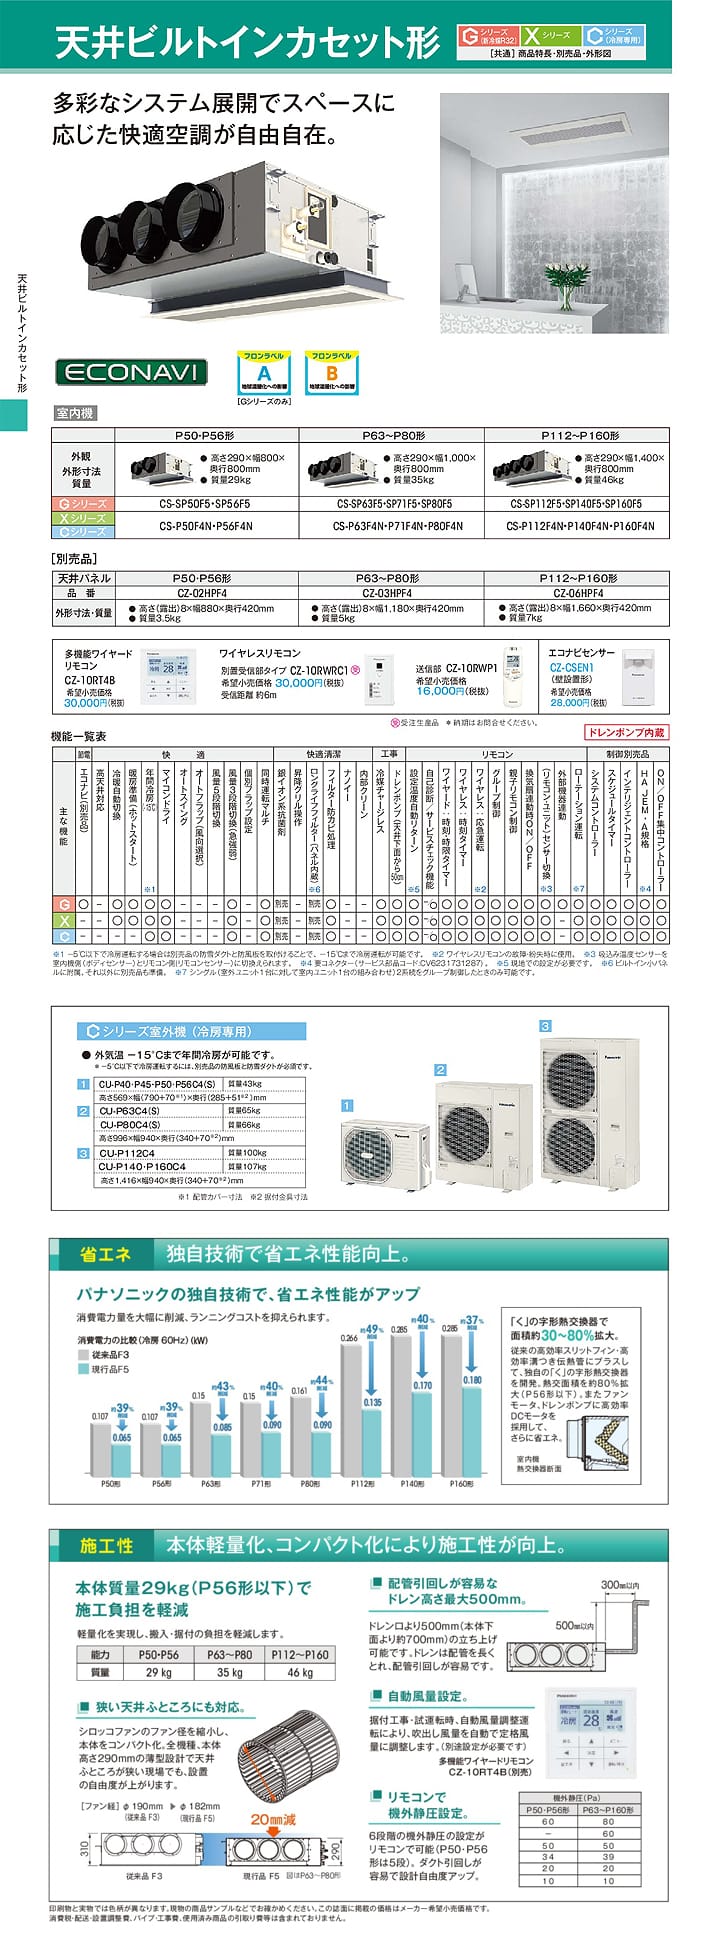 天井ビルトインカセット形
Gシリーズ(新冷媒R32)
Xシリーズ
Cシリーズ(冷房専用)
[共通] 商品特長・別売品・外形図
多彩なシステム展開でスペースに
応じた快適空調が自由自在。
天井ビルトインカセット形
ECONAVI
フロンラベル
A
地球温暖化への影響
[Gシリーズのみ]
フロンラベル
B
地球温暖化への影響
室内機
P50・P56形 P63〜P80形 P112〜P160形
外観
外形寸法
質量
● 高さ290×幅800×
奥行800mm
● 質量29kg
● 高さ290×幅1,000×
奥行800mm
● 質量35kg
● 高さ290×幅1,400×
奥行800mm
● 質量46kg
Gシリーズ CS-SP50F5・SP56F5 CS-SP63F5・SP71F5・SP80F5 CS-SP112F5・SP140F5・SP160F5
Xシリーズ
Cシリーズ
CS-P50F4N・P56F4N CS-P63F4N・P71F4N・P80F4N CS-P112F4N・P140F4N・P160F4N
[別売品]
天井パネル P50・P56形 P63〜P80形 P112〜P160形
品 番 CZ-02HPF4 CZ-03HPF4 CZ-06HPF4
外形寸法・質量
● 高さ(露出)8×幅880×奥行420mm
● 質量3.5kg
● 高さ(露出)8×幅1,180×奥行420mm
● 質量5kg
● 高さ(露出)8×幅1,660×奥行420mm
● 質量7kg
多機能ワイヤード
リモコン
CZ-10RT4B
希望小売価格
30,000円(税抜)
ワイヤレスリモコン
別置受信部タイプ CZ-10RWRC1 受
希望小売価格 30,000円(税抜)
受信距離 約6m
送信部 CZ-10RWP1
希望小売価格
16,000円(税抜)
エコナビセンサー
CZ-CSEN1
(壁設置形)
希望小売価格
28,000円(税抜)
受 受注生産品 *納期はお問合せください。
機能一覧表
ドレンポンプ内蔵
主な機能
節電
快 適
快適清潔
工事
リモコン
制御別売品
エコナビ(別売品)
高天井対応
冷暖自動切換
暖房準備(ホットスタート)
年間冷房 -15℃ ※1
マイコンドライ
オートスイング
オートフラップ(風向選択)
風量5段階切換
風量3段階切換(急強弱)
個別フラップ設定
同時運転マルチ
銀イオン系抗菌剤
昇降グリル操作
ロングライフフィルター(パネル内蔵) ※6
フィルター防カビ処理
ナノイー
内部クリーン
冷媒チャージレス
ドレンポンプ(天井下面から50cm)
設定温度自動リターン ※5
自己診断/サービスチェック機能
ワイヤード:時刻・時限タイマー
ワイヤレス:時刻タイマー
ワイヤレス:応急運転 ※2
グループ制御
親子リモコン制御
換気扇連動時ON/OFF
(リモコン・ユニット)センサー切換 ※3
外部機器連動
ローテーション運転 ※7
システムコントローラー
スケジュールタイマー
インテリジェントコントローラー
HA JEM・A規格 ※4
ON/OFF集中コントローラー
G ○ − ○ ○ ○ ○ − − − ○ − ○ 別売 − 別売 ○ − − ○ ○ ○ −/○ ○ ○ ○ ○ ○ ○ ○ ○ ○ ○ ○ ○ ○ ○
X − − ○ ○ ○ ○ − − − ○ − ○ 別売 − 別売 ○ − − ○ ○ ○ −/○ ○ ○ ○ ○ ○ ○ ○ − ○ ○ ○ ○ ○ ○
C − − − − ○ ○ − − − ○ − ○ 別売 − 別売 ○ − − ○ ○ ○ −/○ ○ ○ ○ ○ ○ ○ ○ − ○ ○ ○ ○ ○ ○
※1 −5℃以下で冷房運転する場合は別売品の防雪ダクトと防風板を取付けることで、−15℃まで冷房運転が可能です。 ※2 ワイヤレスリモコンの故障・紛失時に使用。 ※3 吸込み温度センサーを
室内機側(ボディセンサー)とリモコン側(リモコンセンサー)に切換えられます。 ※4 要コネクター(サービス部品コード:CV6231731287)。 ※5 現地での設定が必要です。 ※6 ビルトイン小パネ
ルに附属、それ以外に別売品も準備。 ※7 シングル(室外ユニット1台に対して室内ユニット1台の組み合わせ)2系統をグループ制御したときのみ可能です。
Cシリーズ室外機(冷房専用)
● 外気温 −15℃まで年間冷房が可能です。
*−5℃以下で冷房運転するには、別売品の防風板と防雪ダクトが必須です。
1 CU-P40・P45・P50・P56C4(S) 質量43kg
高さ569×幅(790+70※1)×奥行(285+51※2)mm
2 CU-P63C4(S) 質量65kg
CU-P80C4(S) 質量66kg
高さ996×幅940×奥行(340+70※2)mm
3 CU-P112C4 質量100kg
CU-P140・P160C4 質量107kg
高さ1,416×幅940×奥行(340+70※2)mm
※1 配管カバー寸法 ※2 据付金具寸法
1
2
3
省エネ 独自技術で省エネ性能向上。
パナソニックの独自技術で、省エネ性能がアップ
消費電力量を大幅に削減、ランニングコストを抑えられます。
消費電力の比較(冷房 60Hz) (kW)
従来品F3
現行品F5
0.107 約39%削減 0.065
0.107 約39%削減 0.065
0.15 約43%削減 0.085
0.15 約40%削減 0.090
0.161 約44%削減 0.090
0.266 約49%削減 0.135
0.285 約40%削減 0.170
0.285 約37%削減 0.180
P50形 P56形 P63形 P71形 P80形 P112形 P140形 P160形
「く」の字形熱交換器で
面積約30〜80%拡大。
従来の高効率スリットフィン・高
効率溝つき伝熱管にプラスし
て、独自の「く」の字形熱交換器
を開発。熱交面積を約80%拡
大(P56形以下)。またファン
モータ、ドレンポンプに高効率
DCモータを
採用して、
さらに省エネ。
室内機
熱交換器断面
施工性 本体軽量化、コンパクト化により施工性が向上。
本体質量29kg(P56形以下)で
施工負担を軽減
軽量化を実現し、搬入・据付の負担を軽減します。
能力 P50・P56 P63〜P80 P112〜P160
質量 29 kg 35 kg 46 kg
狭い天井ふところにも対応。
シロッコファンのファン径を縮小し、
本体をコンパクト化。全機種、本体
高さ290mmの薄型設計で天井
ふところが狭い現場でも、設置
の自由度が上がります。
[ファン経] φ190mm ▶ φ182mm
(従来品 F3) (現行品 F5)
20mm減
310
290
従来品 F3
現行品 F5 図はP63〜P80形
配管引回しが容易な
ドレン高さ最大500mm。
ドレン口より500mm(本体下
面より約700mm)の立ち上げ
可能です。ドレンは配管を長く
とれ、配管引回しが容易です。
300mm以内
500mm以内
自動風量設定。
据付工事・試運転時、自動風量調整運
転により、吹出し風量を自動で定格風
量に調整します。(別途設定が必要です)
多機能ワイヤードリモコン
CZ-10RT4B(別売)
リモコンで
機外静圧設定。
6段階の機外静圧の設定が
リモコンで可能(P50・P56
形は5段)。ダクト引回しが
容易で設計自由度アップ。
機外静圧(Pa)
P50・P56形 P63〜P160形
60 80
− 60
50 50
34 39
20 20
10 10
印刷物と実物では色柄が異なります。現物の商品サンプルなどでお確かめください。この誌面に掲載の価格はメーカー希望小売価格です。
消費税・配送・設置調整費、パイプ・工事費、使用済み商品の引取り費等は含まれておりません。